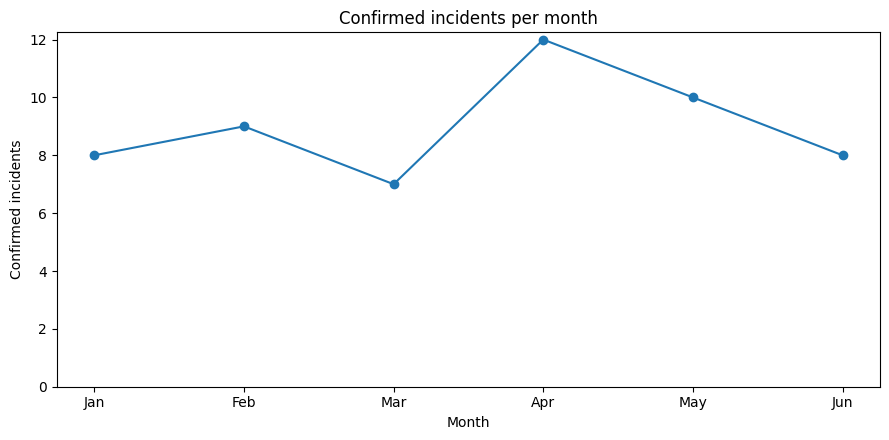 Confirmed incidents per month
12
10
8
6
4
2
0
Confirmed incidents
Jan Feb Mar Apr May Jun
Month